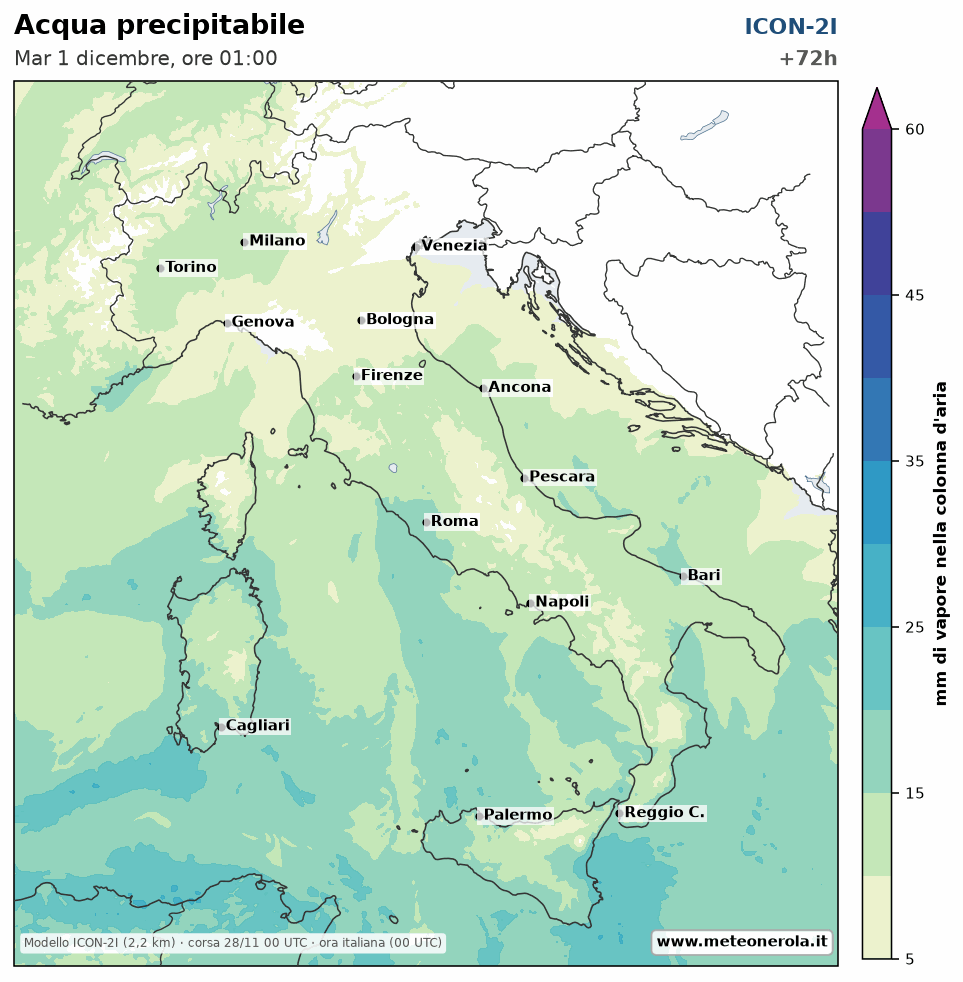 Acqua precipitabile
ICON-2I
Mar 1 dicembre, ore 01:00
+72h
60
Milano
Venezia
Torino
45
Genova
Bologna
Firenze
Ancona
35
Pescara
Roma
Bari
Napoli
25
Cagliari
15
Palermo
Reggio C.
5
mm di vapore nella colonna d'aria
Modello ICON-2I (2,2 km) · corsa 28/11 00 UTC · ora italiana (00 UTC)
www.meteonerola.it